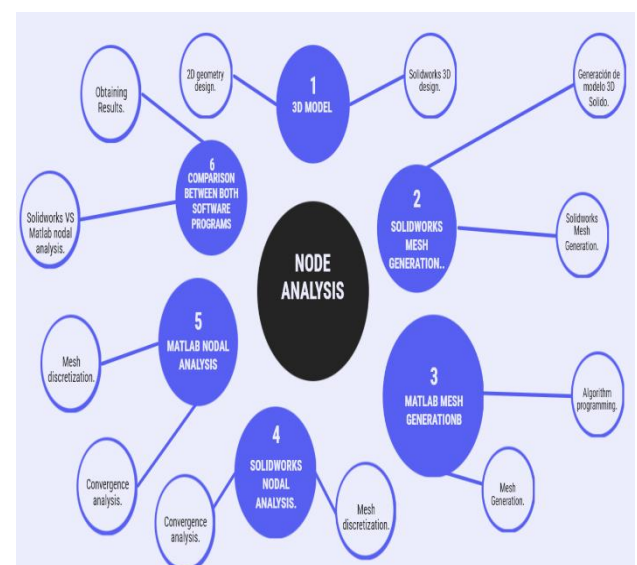 NODE
ANALYSIS
1
3D MODEL
2D geometry
design.
Solidworks 3D
design.
2
SOLIDWORKS
MESH
GENERATION..
Generación de
modelo 3D
Solido.
Solidworks
Mesh
Generation.
3
MATLAB MESH
GENERATIONB
Algorithm
programming.
Mesh
Generation.
4
SOLIDWORKS
NODAL
ANALYSIS.
Mesh
discretization.
Convergence
analysis.
5
MATLAB NODAL
ANALYSIS
Mesh
discretization.
Convergence
analysis.
6
COMPARISON
BETWEEN BOTH
SOFTWARE
PROGRAMS
Obtaining
Results.
Solidworks VS
Matlab nodal
analysis.